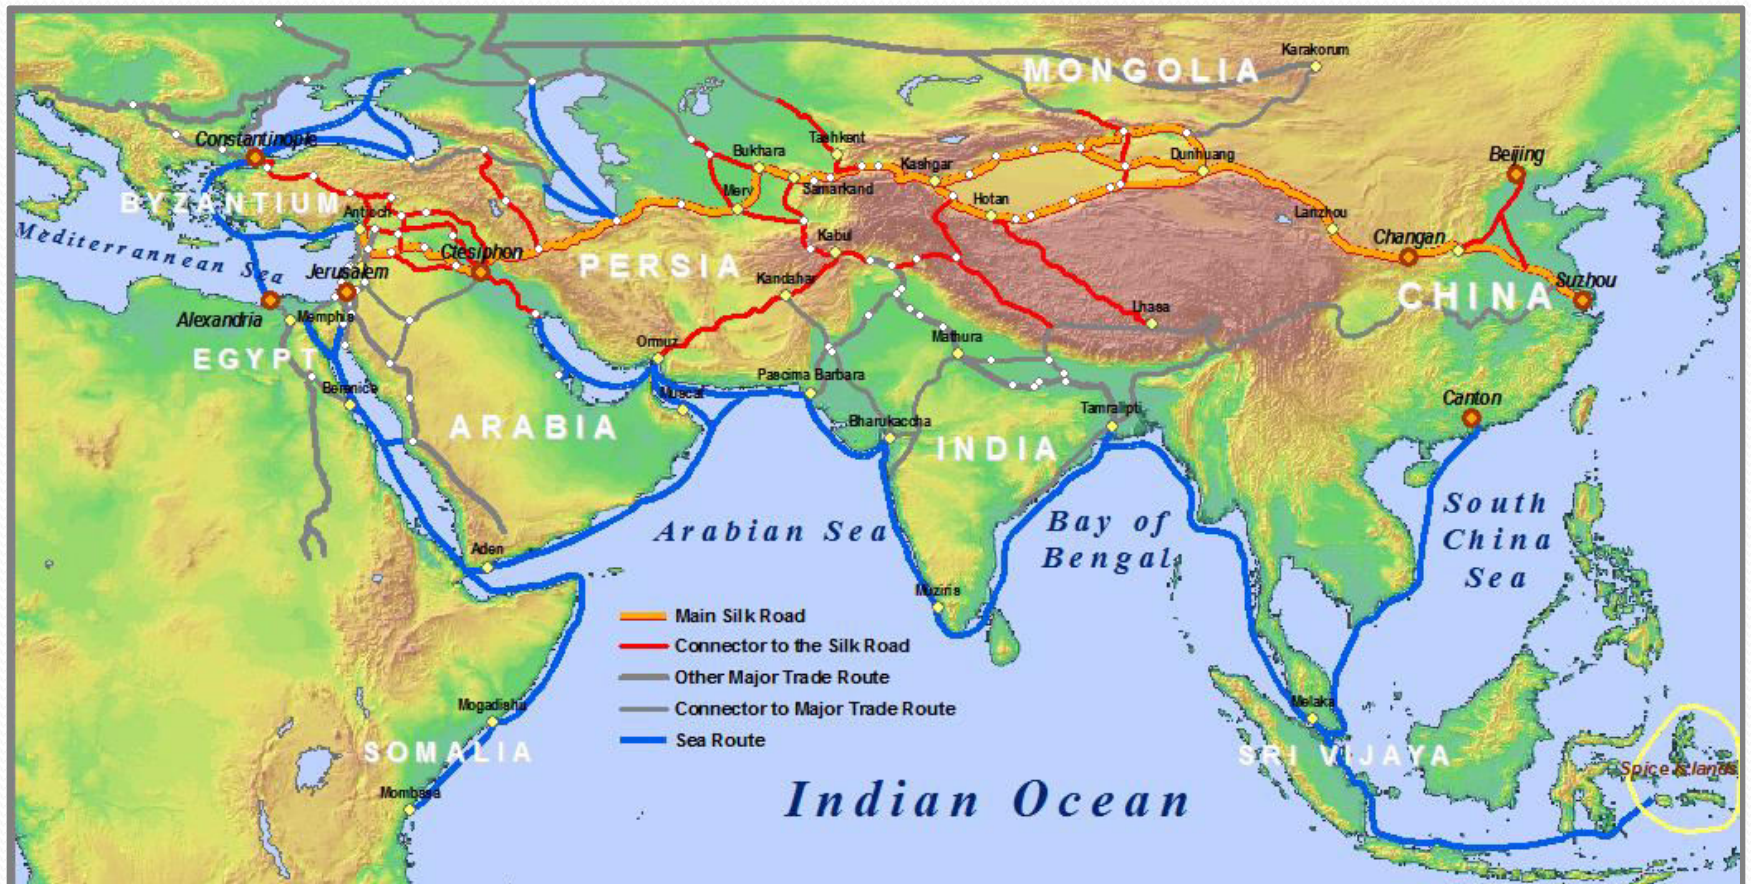 Karakorum
MONGOLIA
Constantinople
Tashkent
Bukhara
Kashgar
Dunhuang
Beijing
Samarkand
Merv
BYZANTIUM
Antioch
Hotan
Lanzhou
Mediterranean Sea
Ctesiphon
Kabul
Changan
Jerusalem
PERSIA
Kandahar
Suzhou
CHINA
Alexandria
Memphis
Lhasa
Ormuz
Mathura
EGYPT
Pascima Barbara
Berenice
Muscat
Canton
Tamralipti
ARABIA
Bharukaccha
INDIA
South
China
Sea
Arabian Sea
Bay of
Bengal
Aden
Muziris
Main Silk Road
Connector to the Silk Road
Other Major Trade Route
Connector to Major Trade Route
Sea Route
Mogadishu
Melaka
SOMALIA
SRI VIJAYA
Spice Islands
Mombasa
Indian Ocean